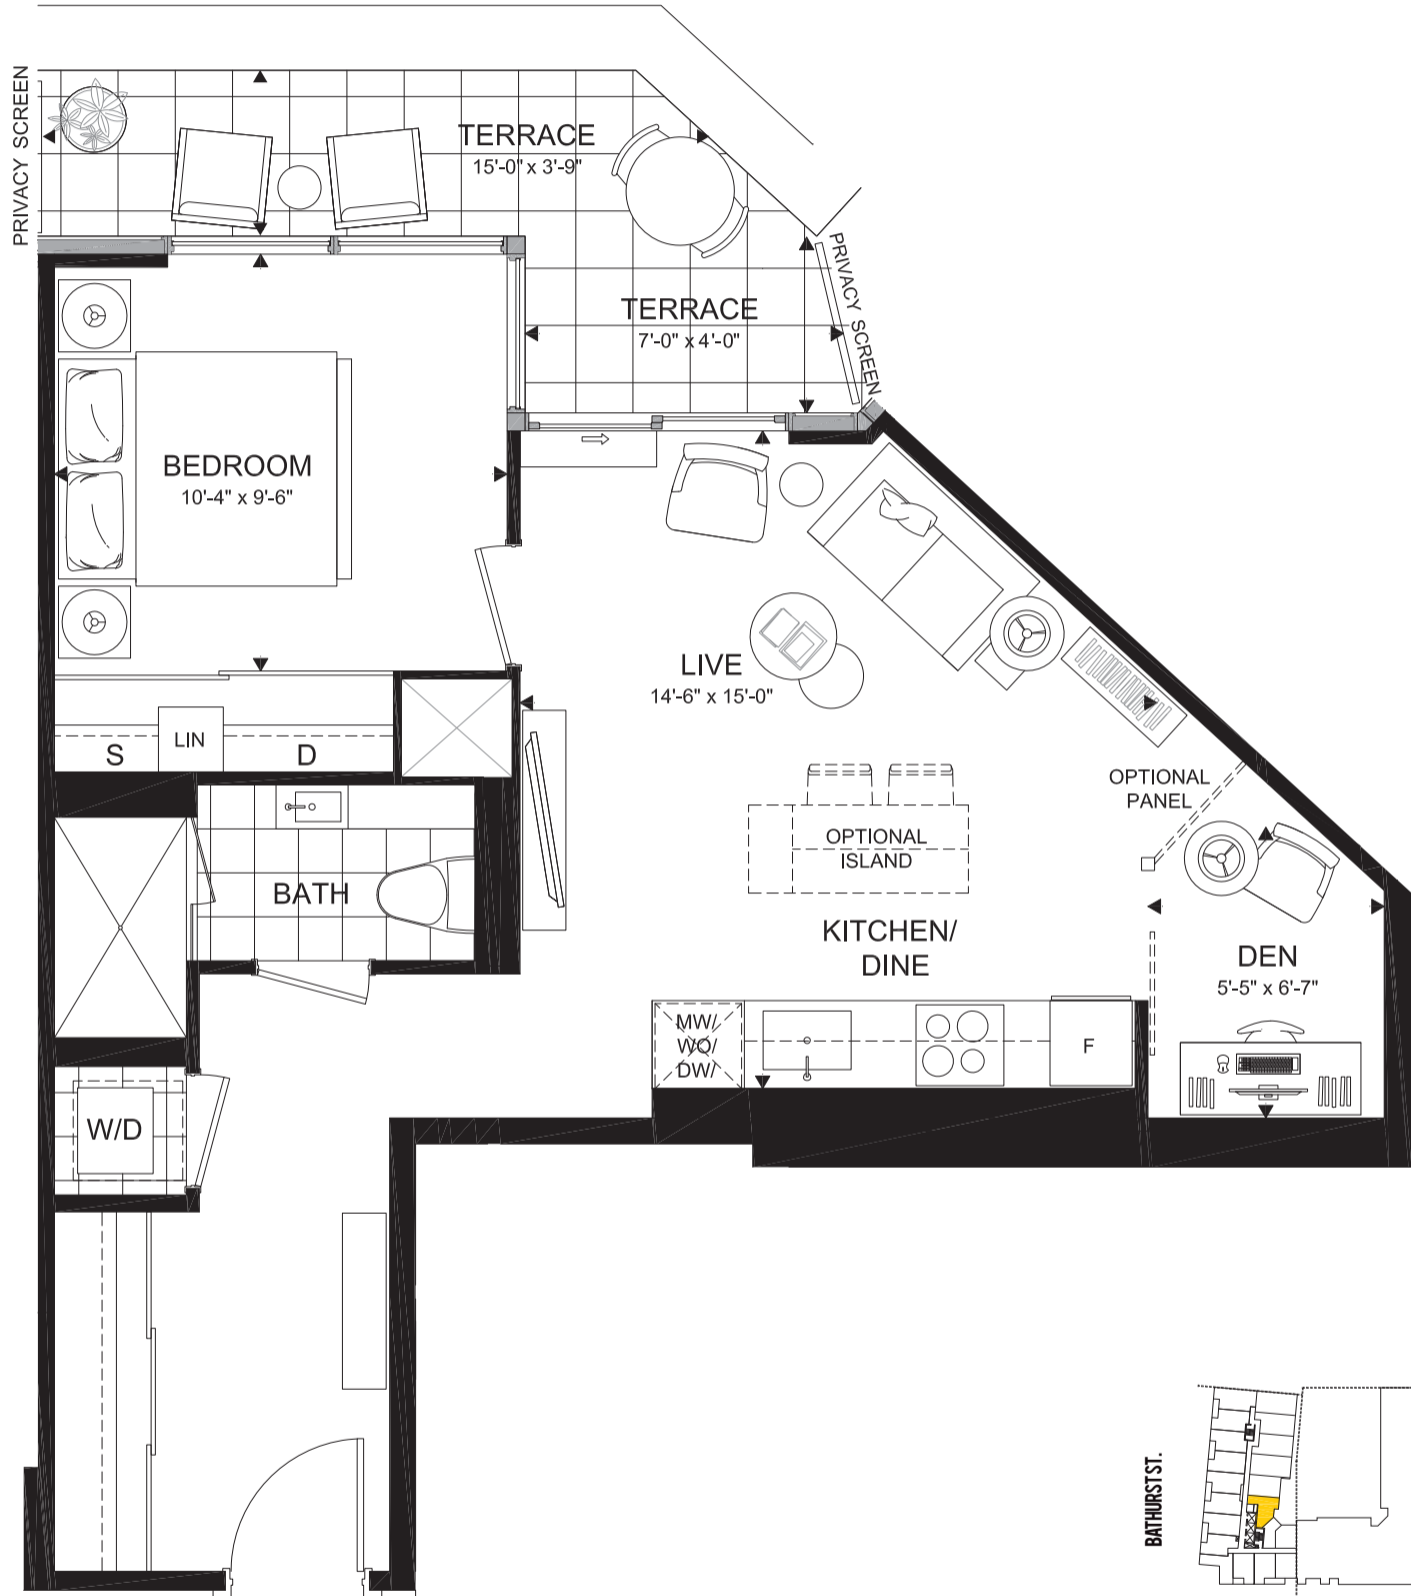 PRIVACY SCREEN
TERRACE
15'-0" x 3'-9"
PRIVACY SCREEN
TERRACE
7'-0" x 4'-0"
BEDROOM
10'-4" x 9'-6"
LIVE
14'-6" x 15'-0"
S
LIN
D
OPTIONAL
PANEL
OPTIONAL
ISLAND
BATH
KITCHEN/
DINE
DEN
5'-5" x 6'-7"
MW/
WO/
DW/
F
W/D
BATHURST ST.